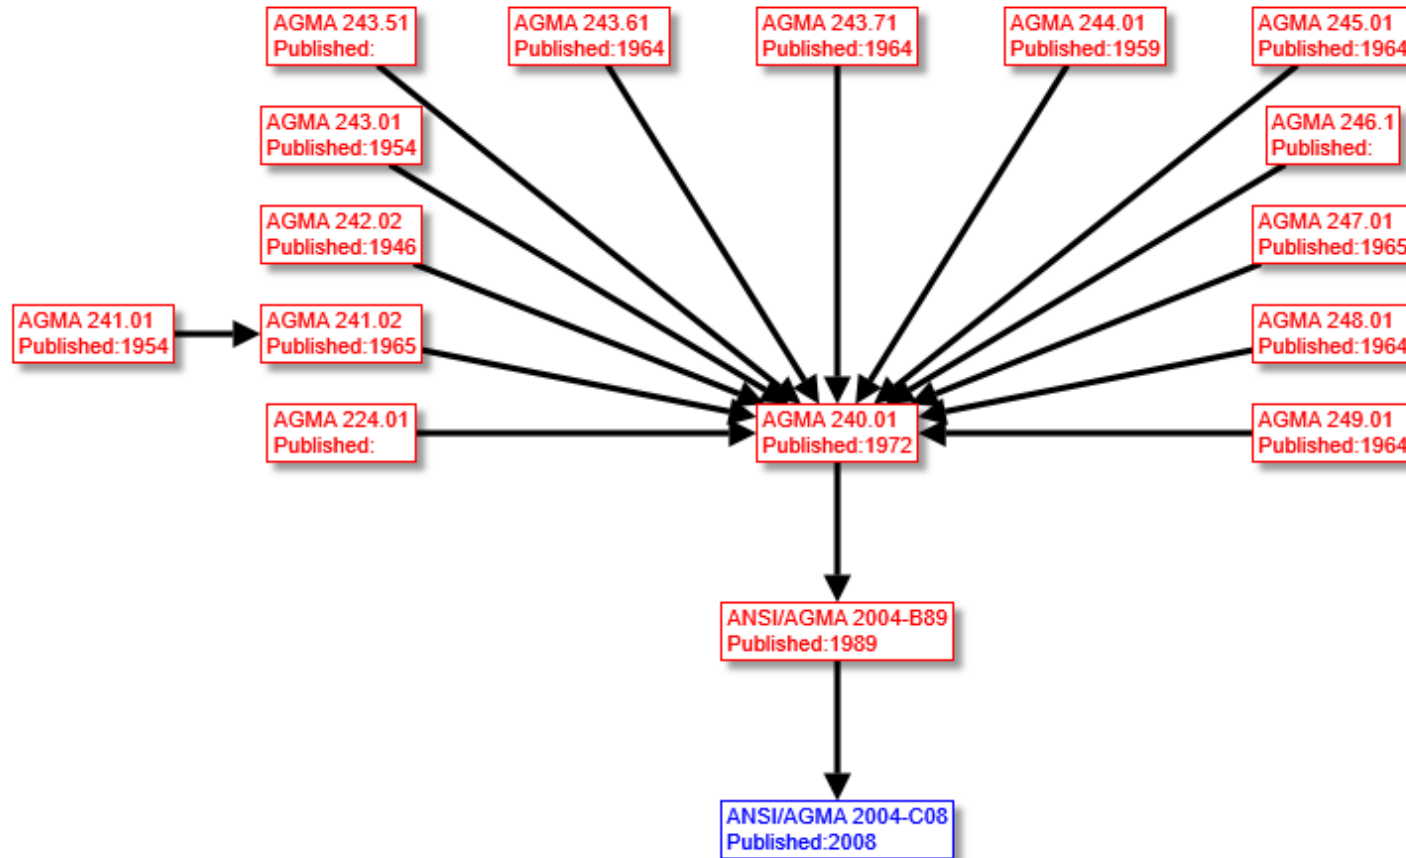 AGMA 243.51
Published:
AGMA 243.61
Published:1964
AGMA 243.71
Published:1964
AGMA 244.01
Published:1959
AGMA 245.01
Published:1964
AGMA 243.01
Published:1954
AGMA 246.1
Published:
AGMA 242.02
Published:1946
AGMA 247.01
Published:1965
AGMA 241.01
Published:1954
AGMA 241.02
Published:1965
AGMA 248.01
Published:1964
AGMA 224.01
Published:
AGMA 240.01
Published:1972
AGMA 249.01
Published:1964
ANSI/AGMA 2004-B89
Published:1989
ANSI/AGMA 2004-C08
Published:2008